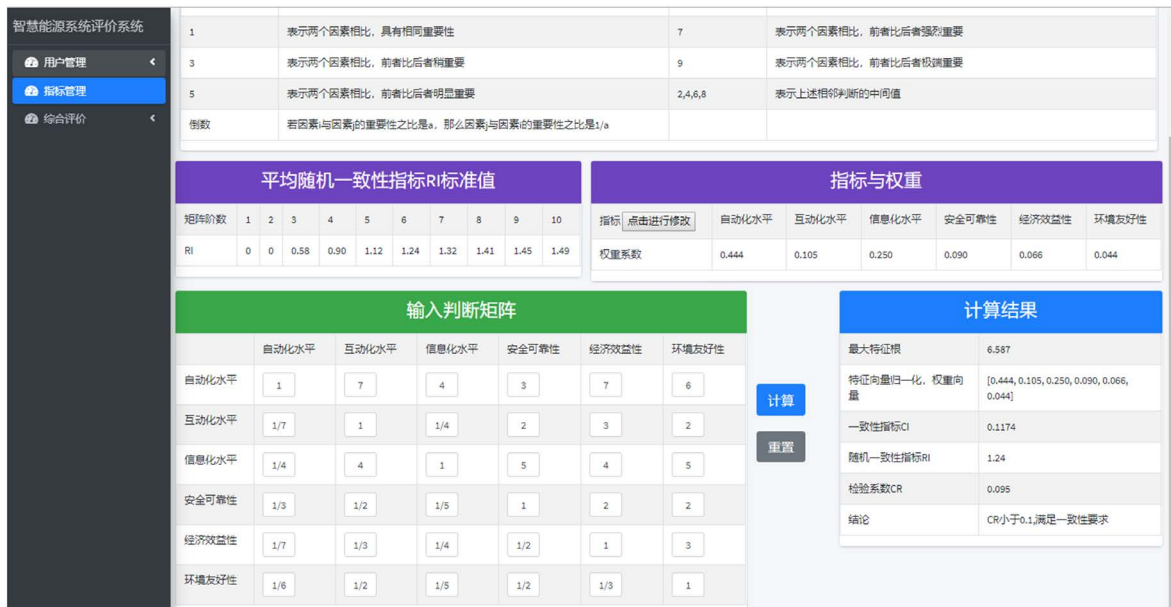 智慧能源系统评价系统
用户管理
指标管理
综合评价
1 表示两个因素相比，具有相同重要性 7 表示两个因素相比，前者比后者强烈重要
3 表示两个因素相比，前者比后者稍重要 9 表示两个因素相比，前者比后者极端重要
5 表示两个因素相比，前者比后者明显重要 2,4,6,8 表示上述相邻判断的中间值
倒数 若因素i与因素j的重要性之比是a，那么因素j与因素i的重要性之比是1/a
平均随机一致性指标RI标准值
矩阵阶数 1 2 3 4 5 6 7 8 9 10
RI 0 0 0.58 0.90 1.12 1.24 1.32 1.41 1.45 1.49
指标与权重
指标 点击进行修改 自动化水平 互动化水平 信息化水平 安全可靠性 经济效益性 环境友好性
权重系数 0.444 0.105 0.250 0.090 0.066 0.044
输入判断矩阵
自动化水平 互动化水平 信息化水平 安全可靠性 经济效益性 环境友好性
自动化水平 1 7 4 3 7 6
互动化水平 1/7 1 1/4 2 3 2
信息化水平 1/4 4 1 5 4 5
安全可靠性 1/3 1/2 1/5 1 2 2
经济效益性 1/7 1/3 1/4 1/2 1 3
环境友好性 1/6 1/2 1/5 1/2 1/3 1
计算
重置
计算结果
最大特征根 6.587
特征向量归一化，权重向量 [0.444, 0.105, 0.250, 0.090, 0.066, 0.044]
一致性指标CI 0.1174
随机一致性指标RI 1.24
检验系数CR 0.095
结论 CR小于0.1,满足一致性要求